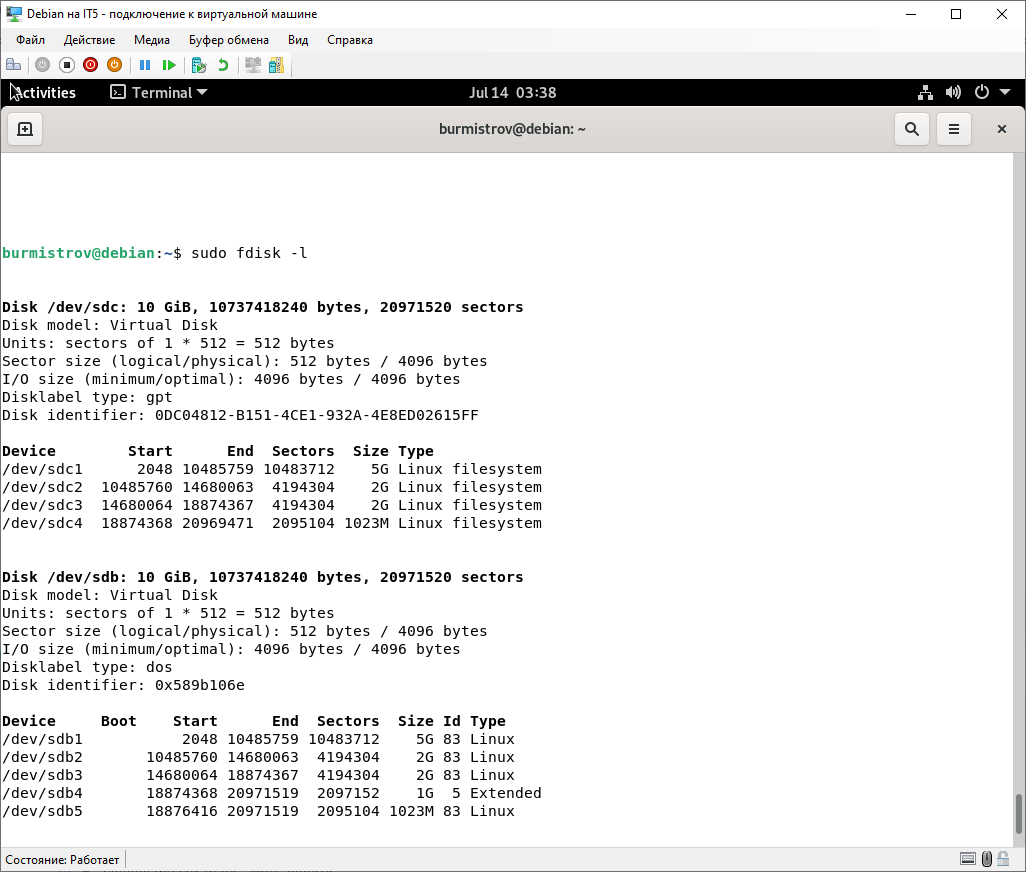 Debian на IT5 - подключение к виртуальной машине
Файл Действие Медиа Буфер обмена Вид Справка
Activities Terminal Jul 14 03:38
burmistrov@debian: ~
burmistrov@debian:~$ sudo fdisk -l
Disk /dev/sdc: 10 GiB, 10737418240 bytes, 20971520 sectors
Disk model: Virtual Disk
Units: sectors of 1 * 512 = 512 bytes
Sector size (logical/physical): 512 bytes / 4096 bytes
I/O size (minimum/optimal): 4096 bytes / 4096 bytes
Disklabel type: gpt
Disk identifier: 0DC04812-B151-4CE1-932A-4E8ED02615FF
Device Start End Sectors Size Type
/dev/sdc1 2048 10485759 10483712 5G Linux filesystem
/dev/sdc2 10485760 14680063 4194304 2G Linux filesystem
/dev/sdc3 14680064 18874367 4194304 2G Linux filesystem
/dev/sdc4 18874368 20969471 2095104 1023M Linux filesystem
Disk /dev/sdb: 10 GiB, 10737418240 bytes, 20971520 sectors
Disk model: Virtual Disk
Units: sectors of 1 * 512 = 512 bytes
Sector size (logical/physical): 512 bytes / 4096 bytes
I/O size (minimum/optimal): 4096 bytes / 4096 bytes
Disklabel type: dos
Disk identifier: 0x589b106e
Device Boot Start End Sectors Size Id Type
/dev/sdb1 2048 10485759 10483712 5G 83 Linux
/dev/sdb2 10485760 14680063 4194304 2G 83 Linux
/dev/sdb3 14680064 18874367 4194304 2G 83 Linux
/dev/sdb4 18874368 20971519 2097152 1G 5 Extended
/dev/sdb5 18876416 20971519 2095104 1023M 83 Linux
Состояние: Работает